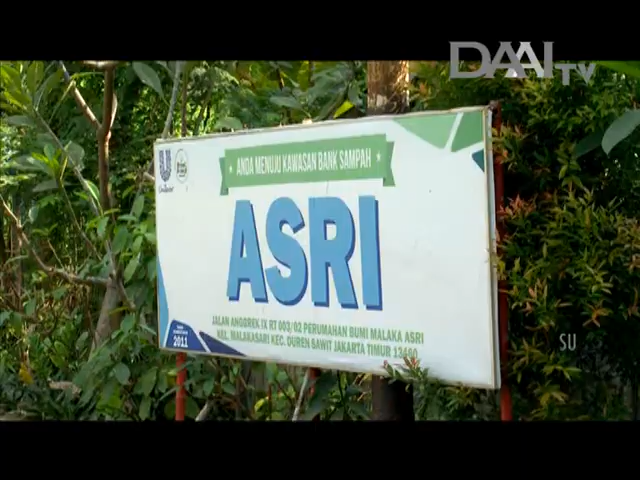 DAAI TV
Unilever
ANDA MENUJU KAWASAN BANK SAMPAH
ASRI
JALAN ANGGREK IX RT 003/02 PERUMAHAN BUMI MALAKA ASRI
KEL. MALAKASARI KEC. DUREN SAWIT JAKARTA TIMUR 13460
2011
SU